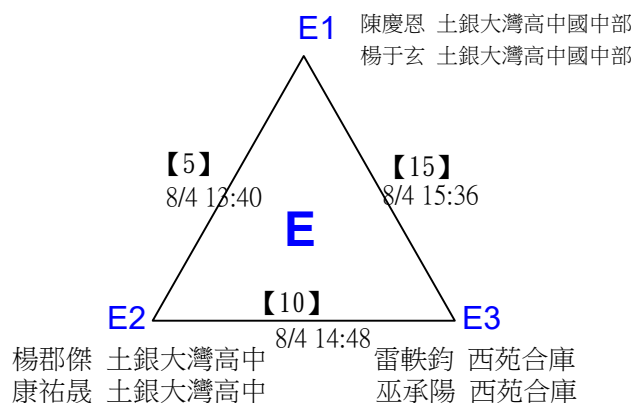 E1
陳慶恩 土銀大灣高中國中部
楊于玄 土銀大灣高中國中部
【5】
8/4 13:40
【15】
8/4 15:36
E
【10】
8/4 14:48
E2
E3
楊郡傑 土銀大灣高中
康祐晟 土銀大灣高中
雷軼鈞 西苑合庫
巫承陽 西苑合庫